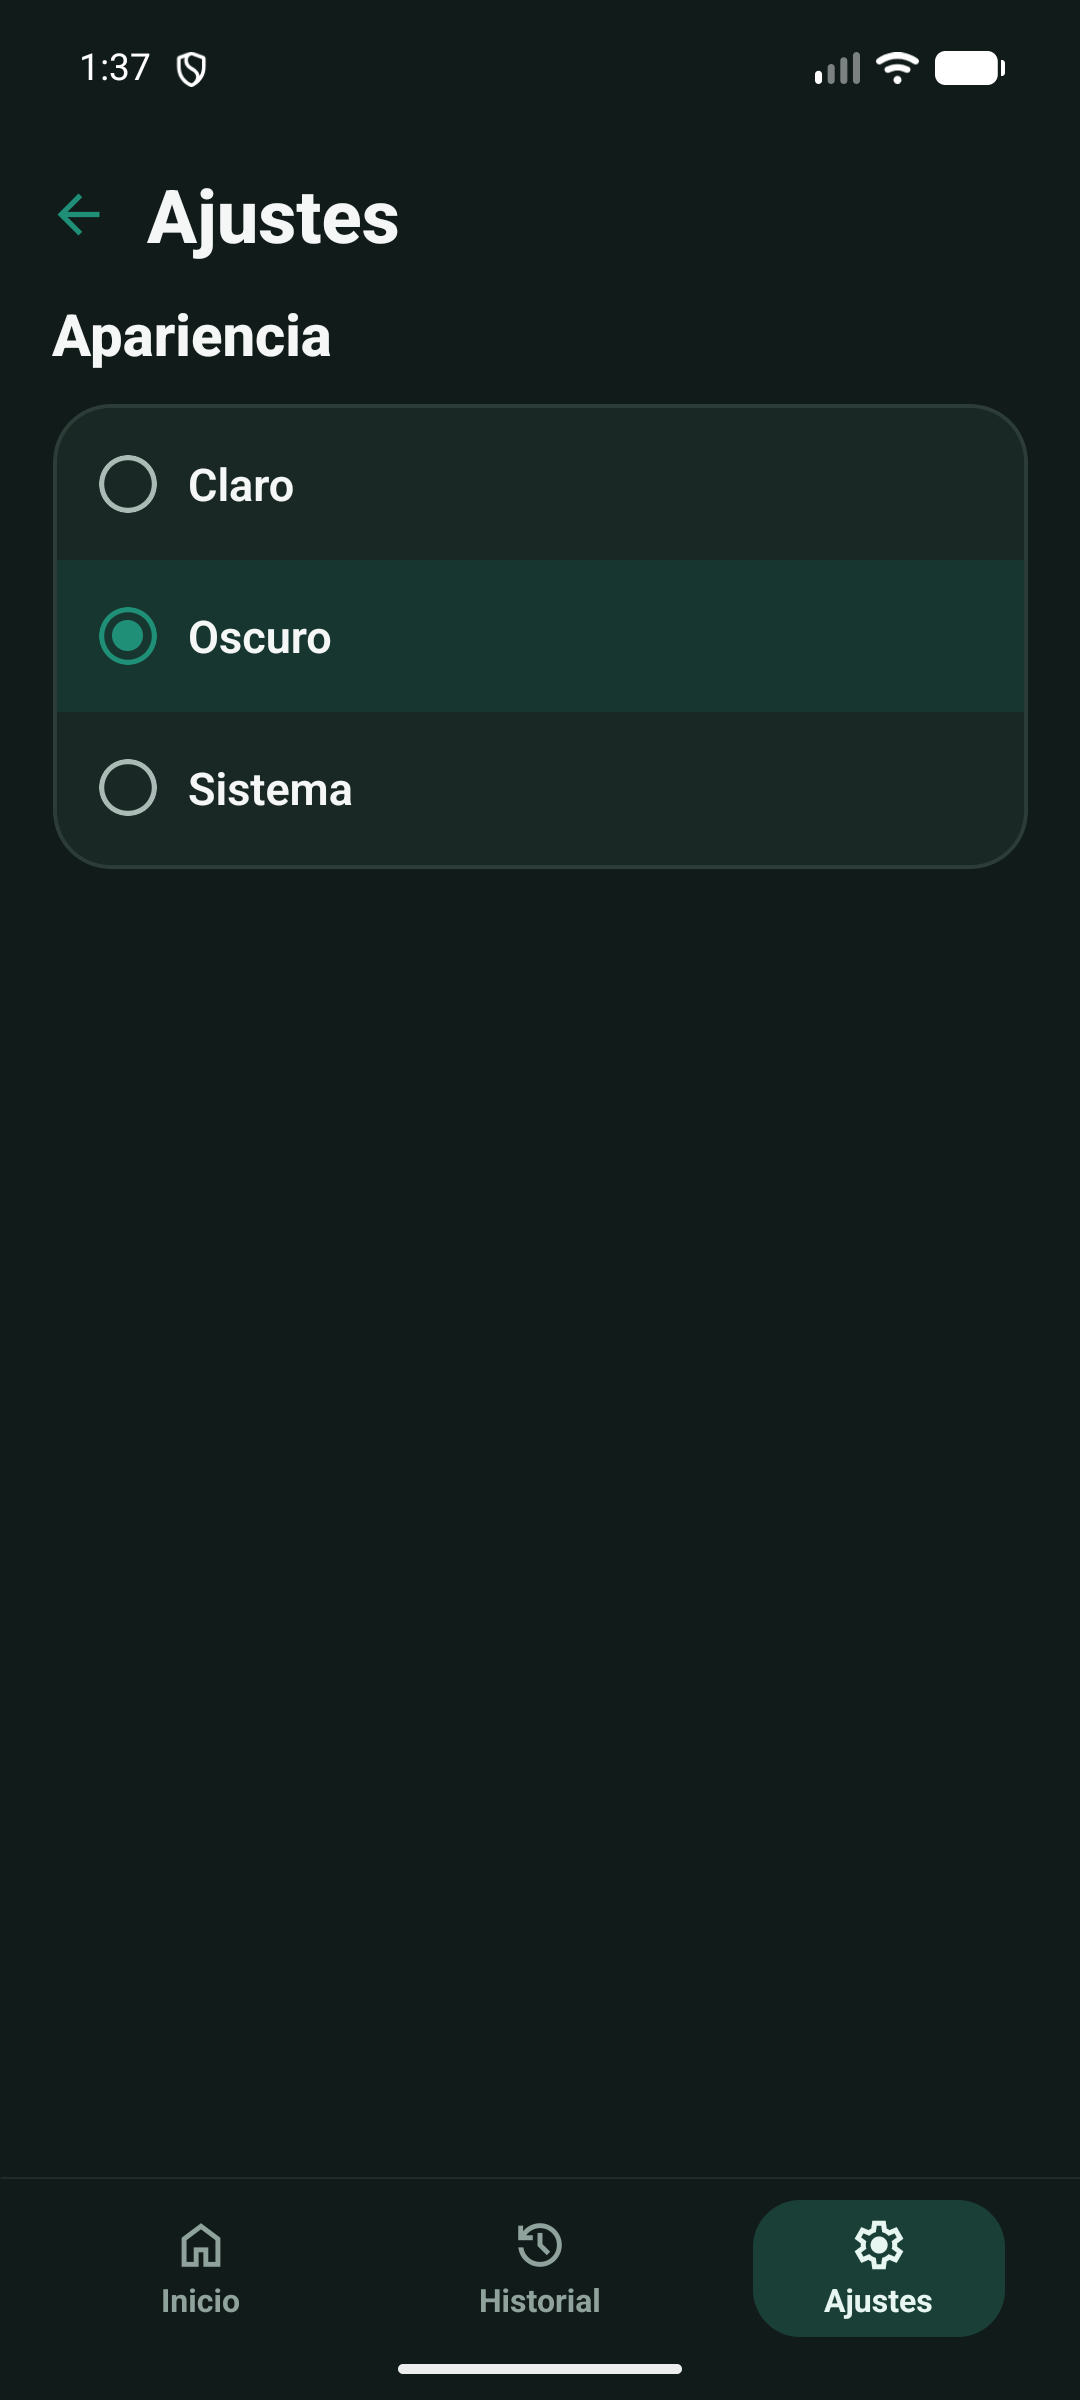 1:37
Ajustes
Apariencia
Claro
Oscuro
Sistema
Inicio
Historial
Ajustes